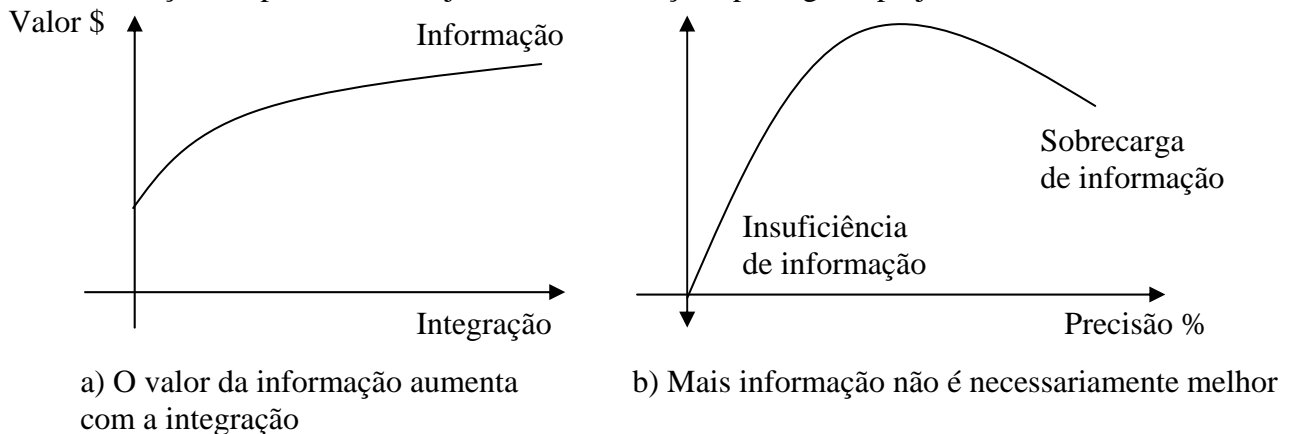 Valor $
Informação
Integração
a) O valor da informação aumenta
com a integração
Sobrecarga
de informação
Insuficiência
de informação
Precisão %
b) Mais informação não é necessariamente melhor